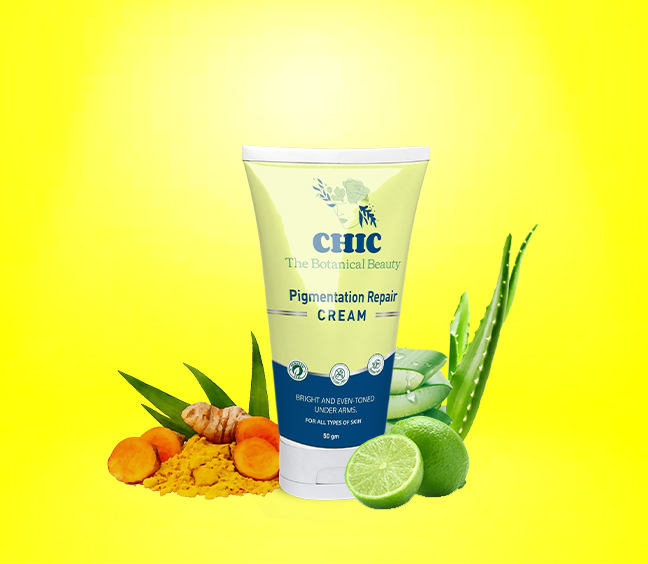 CHIC
The Botanical Beauty
Pigmentation Repair
CREAM
BRIGHT AND EVEN-TONED
UNDER ARMS.
FOR ALL TYPES OF SKIN
50 gm